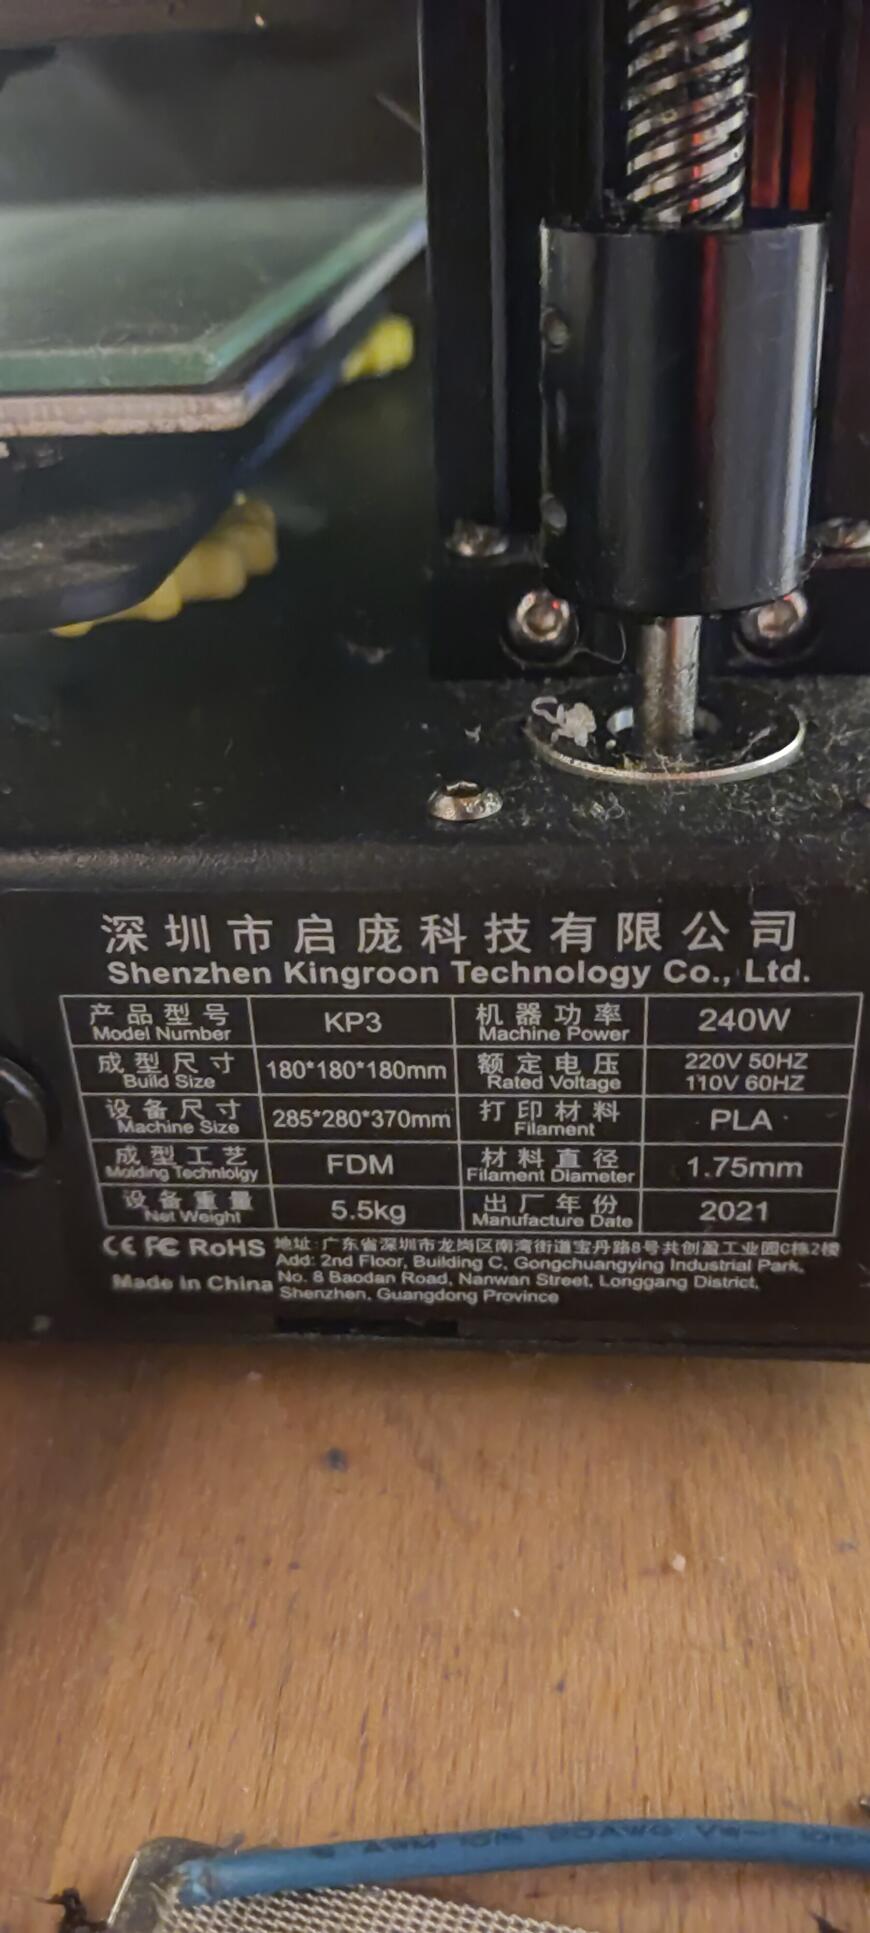 深圳市启庞科技有限公司
Shenzhen Kingroon Technology Co., Ltd.
产品型号 KP3 机器功率 240W
Model Number Machine Power
成型尺寸 180*180*180mm 额定电压 220V 50HZ
Build Size Rated Voltage 110V 60HZ
设备尺寸 285*280*370mm 打印材料 PLA
Machine Size Filament
成型工艺 FDM 材料直径 1.75mm
Molding Technlolgy Filament Diameter
设备重量 5.5kg 出厂年份 2021
Net Weight Manufacture Date
CE FC RoHS 地址:广东省深圳市龙岗区南湾街道宝丹路8号共创盈工业园C栋2楼
Add: 2nd Floor, Building C, Gongchuangying Industrial Park,
Made in China No. 8 Baodan Road, Nanwan Street, Longgang District,
Shenzhen, Guangdong Province
AWM 20AWG